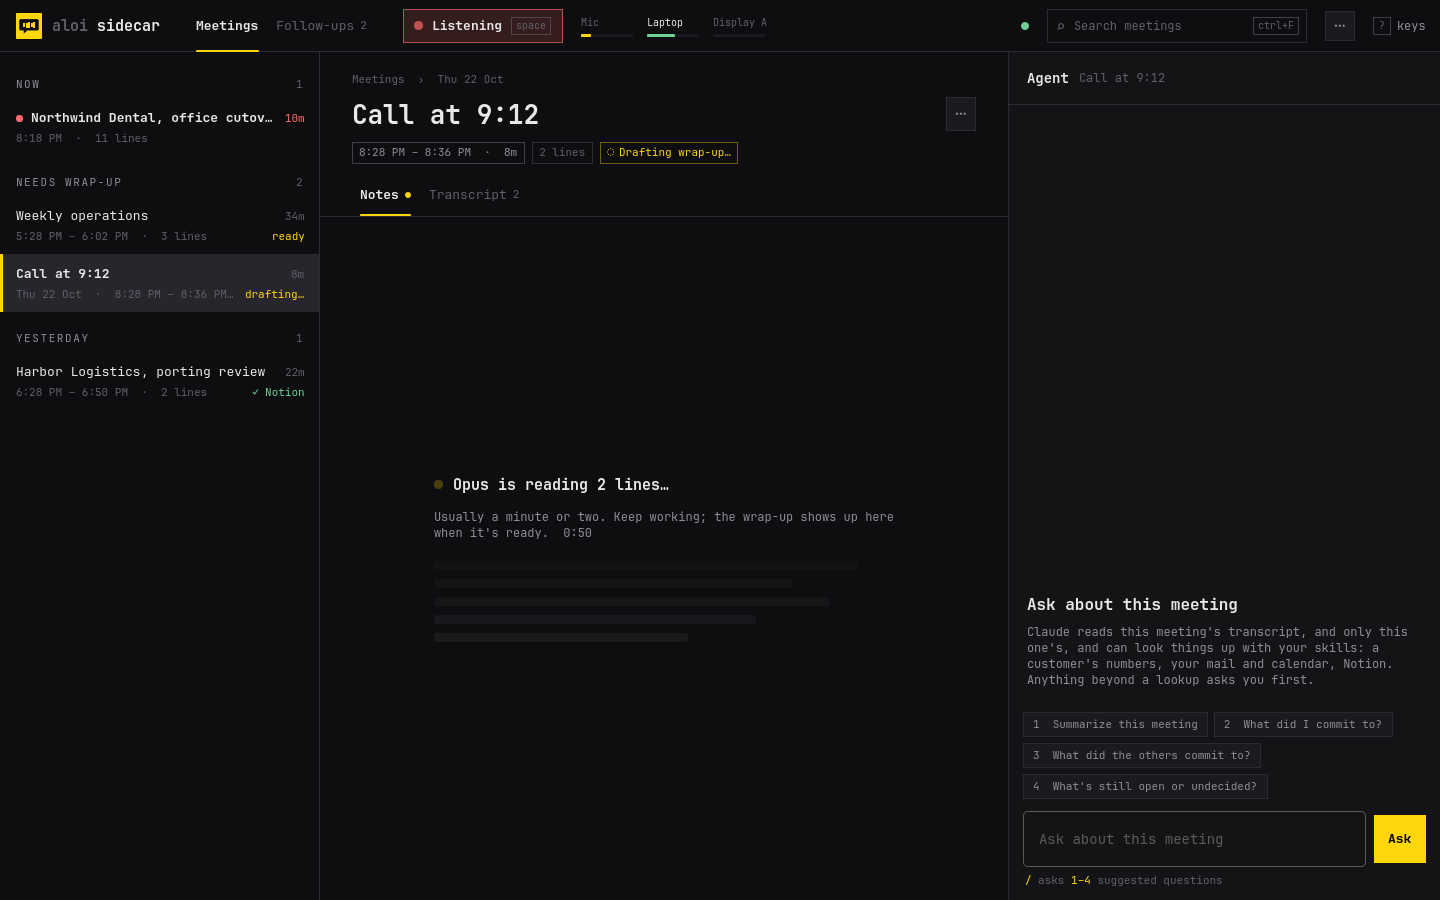 aloi sidecar
Meetings
Follow-ups 2
Listening space
Mic
Laptop
Display A
Search meetings ctrl+F
? keys
NOW 1
Northwind Dental, office cutov… 10m
8:18 PM · 11 lines
NEEDS WRAP-UP 2
Weekly operations 34m
5:28 PM – 6:02 PM · 3 lines ready
Call at 9:12 8m
Thu 22 Oct · 8:28 PM – 8:36 PM… drafting…
YESTERDAY 1
Harbor Logistics, porting review 22m
6:28 PM – 6:50 PM · 2 lines ✓ Notion
Meetings › Thu 22 Oct
Call at 9:12
8:28 PM – 8:36 PM · 8m
2 lines
Drafting wrap-up…
Notes
Transcript 2
Opus is reading 2 lines…
Usually a minute or two. Keep working; the wrap-up shows up here
when it's ready. 0:50
Agent Call at 9:12
Ask about this meeting
Claude reads this meeting's transcript, and only this
one's, and can look things up with your skills: a
customer's numbers, your mail and calendar, Notion.
Anything beyond a lookup asks you first.
1 Summarize this meeting
2 What did I commit to?
3 What did the others commit to?
4 What's still open or undecided?
Ask about this meeting
Ask
/ asks 1–4 suggested questions